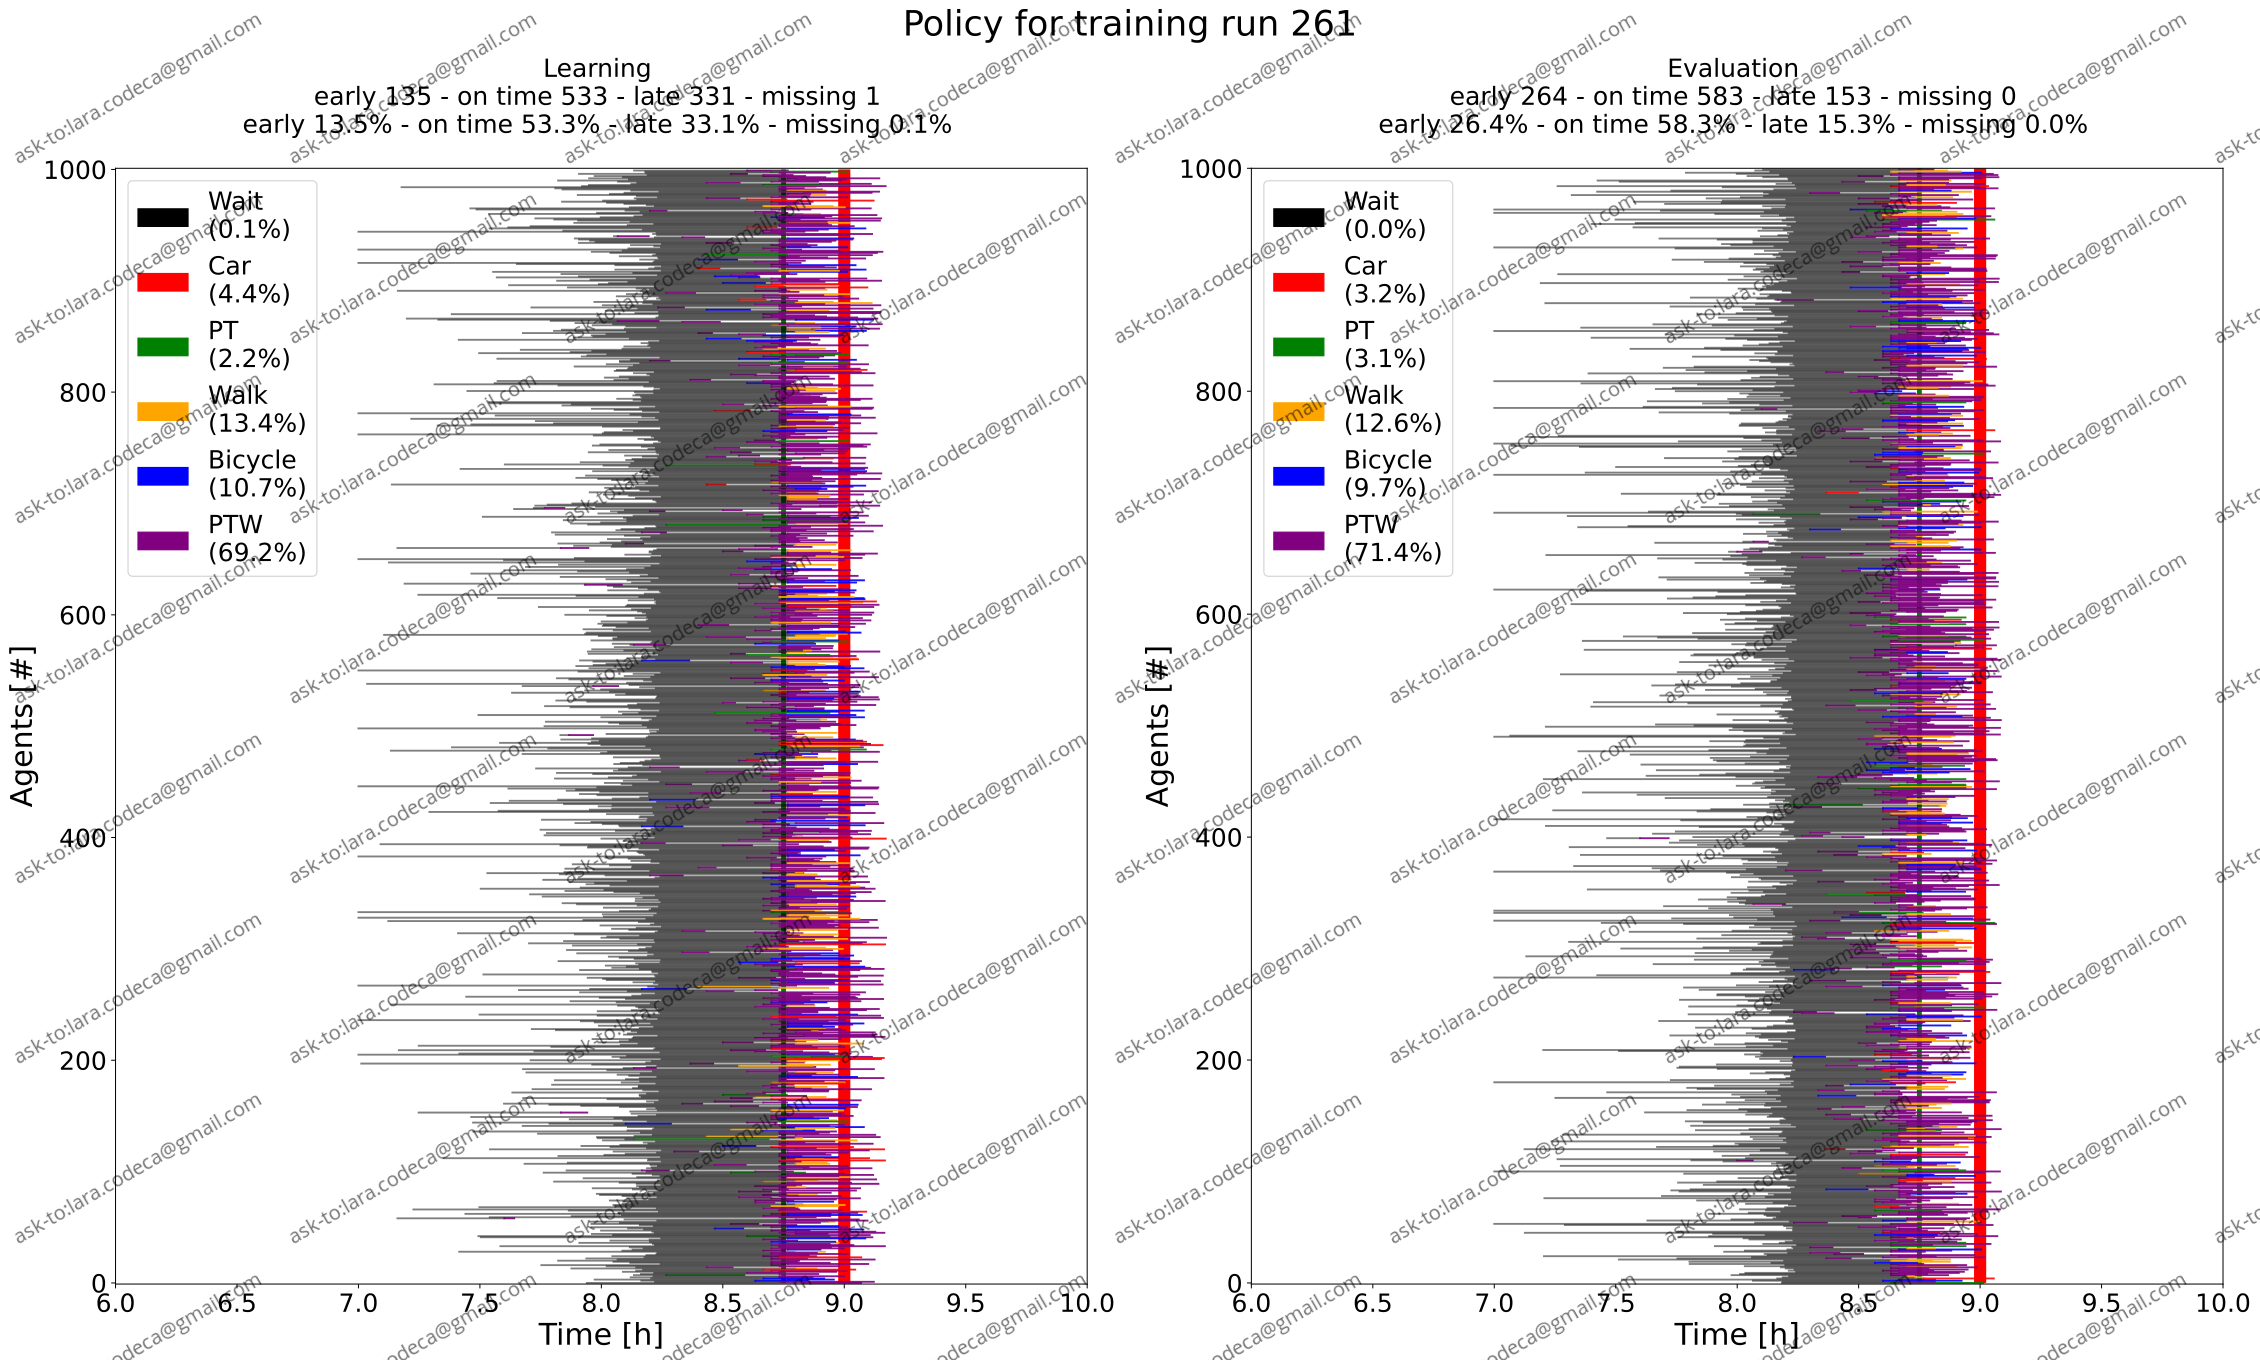 Policy for training run 261
Learning
early 135 - on time 533 - late 331 - missing 1
early 13.5% - on time 53.3% - late 33.1% - missing 0.1%
Wait
(0.1%)
Car
(4.4%)
PT
(2.2%)
Walk
(13.4%)
Bicycle
(10.7%)
PTW
(69.2%)
Agents [#]
1000
800
600
400
200
0
6.0 6.5 7.0 7.5 8.0 8.5 9.0 9.5 10.0
Time [h]
Evaluation
early 264 - on time 583 - late 153 - missing 0
early 26.4% - on time 58.3% - late 15.3% - missing 0.0%
Wait
(0.0%)
Car
(3.2%)
PT
(3.1%)
Walk
(12.6%)
Bicycle
(9.7%)
PTW
(71.4%)
Agents [#]
1000
800
600
400
200
0
6.0 6.5 7.0 7.5 8.0 8.5 9.0 9.5 10.0
Time [h]
ask-to:lara.codeca@gmail.com